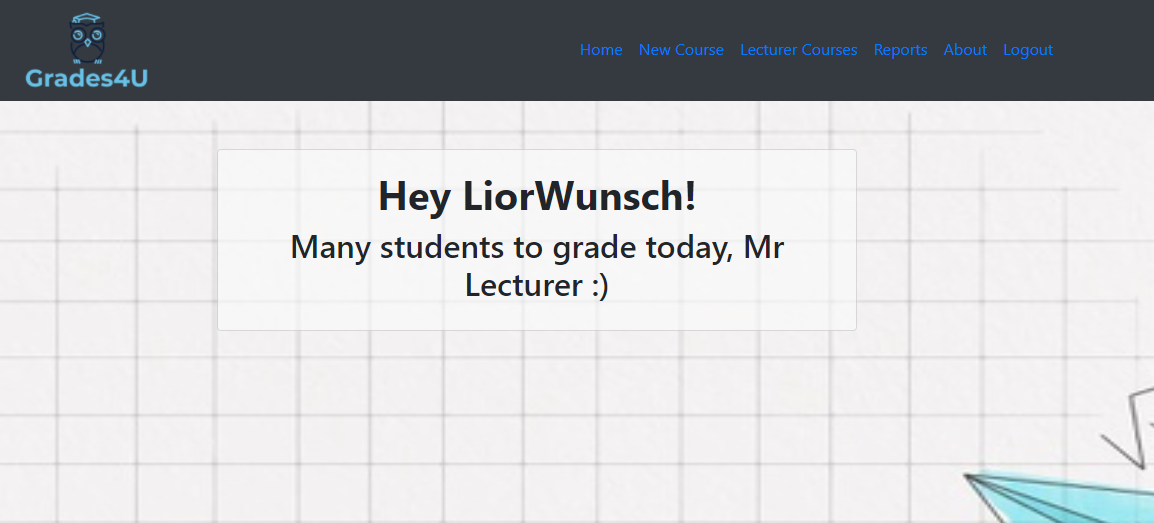 Grades4U
Home New Course Lecturer Courses Reports About Logout
Hey LiorWunsch!
Many students to grade today, Mr
Lecturer :)